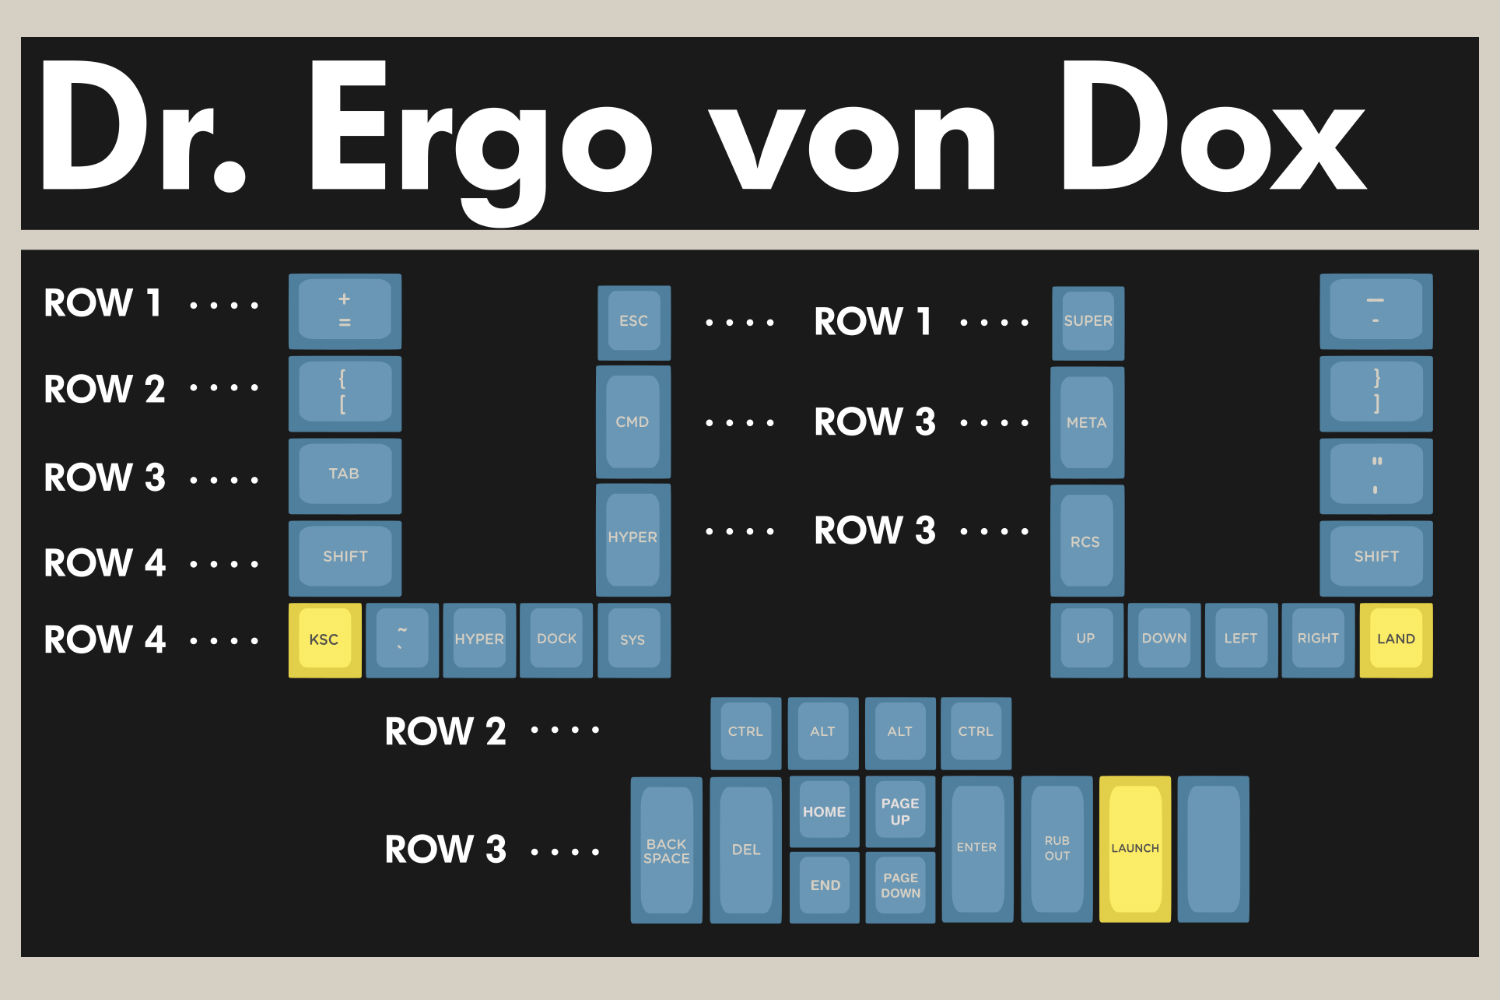 Dr. Ergo von Dox
ROW 1 .... + ESC .... ROW 1 .... SUPER —
= -
ROW 2 .... { }
[ ]
CMD .... ROW 3 .... META
ROW 3 .... TAB "
'
HYPER .... ROW 3 .... RCS
ROW 4 .... SHIFT SHIFT
ROW 4 .... KSC ~ HYPER DOCK SYS UP DOWN LEFT RIGHT LAND
`
ROW 2 .... CTRL ALT ALT CTRL
ROW 3 .... BACK SPACE DEL HOME PAGE UP ENTER RUB OUT LAUNCH
END PAGE DOWN